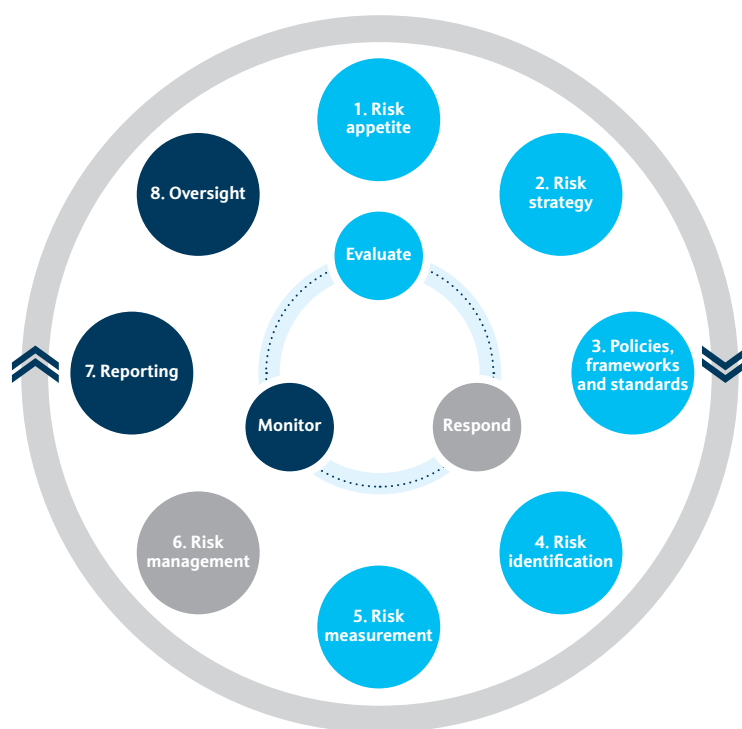 1. Risk
appetite
2. Risk
strategy
3. Policies,
frameworks
and standards
4. Risk
identification
5. Risk
measurement
6. Risk
management
7. Reporting
8. Oversight
Evaluate
Respond
Monitor